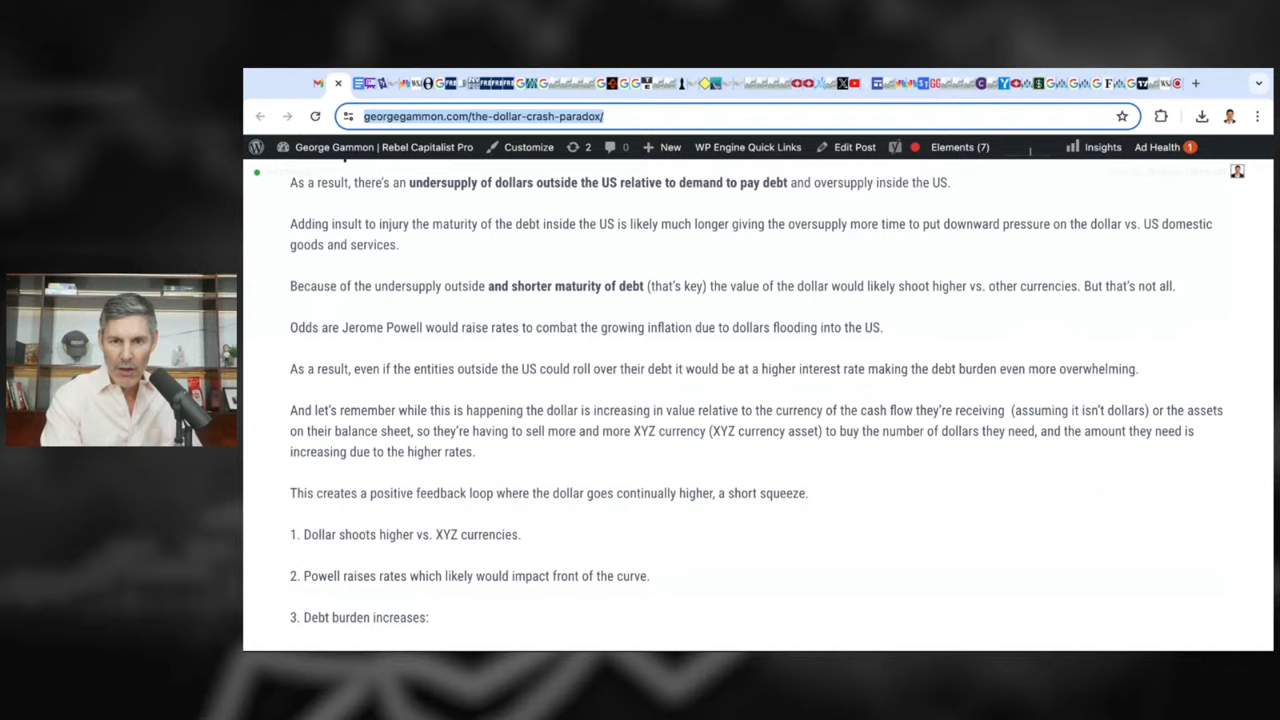 georgegammon.com/the-dollar-crash-paradox/
George Gammon | Rebel Capitalist Pro Customize 2 0 New WP Engine Quick Links Edit Post Elements (7) Insights Ad Health 1
As a result, there's an undersupply of dollars outside the US relative to demand to pay debt and oversupply inside the US.
Adding insult to injury the maturity of the debt inside the US is likely much longer giving the oversupply more time to put downward pressure on the dollar vs. US domestic
goods and services.
Because of the undersupply outside and shorter maturity of debt (that's key) the value of the dollar would likely shoot higher vs. other currencies. But that's not all.
Odds are Jerome Powell would raise rates to combat the growing inflation due to dollars flooding into the US.
As a result, even if the entities outside the US could roll over their debt it would be at a higher interest rate making the debt burden even more overwhelming.
And let's remember while this is happening the dollar is increasing in value relative to the currency of the cash flow they're receiving (assuming it isn't dollars) or the assets
on their balance sheet, so they're having to sell more and more XYZ currency (XYZ currency asset) to buy the number of dollars they need, and the amount they need is
increasing due to the higher rates.
This creates a positive feedback loop where the dollar goes continually higher, a short squeeze.
1. Dollar shoots higher vs. XYZ currencies.
2. Powell raises rates which likely would impact front of the curve.
3. Debt burden increases: